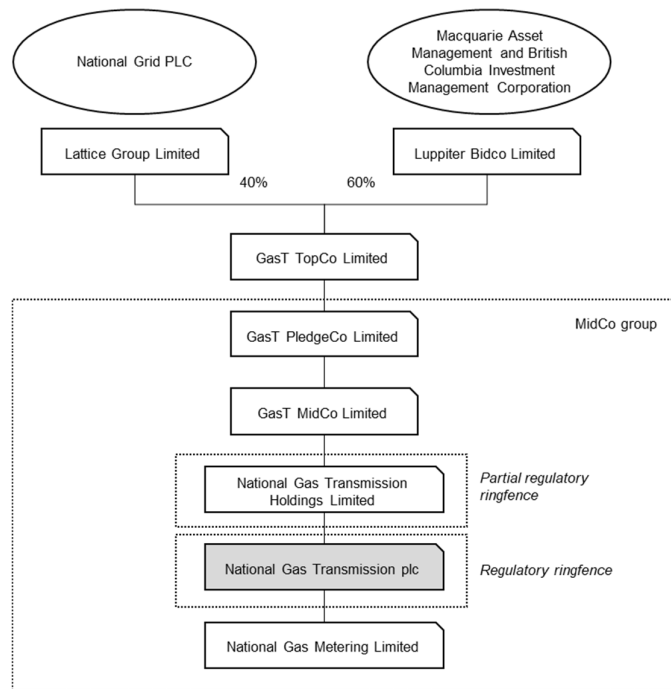 National Grid PLC
Macquarie Asset
Management and British
Columbia Investment
Management Corporation
Lattice Group Limited
Luppiter Bidco Limited
40%
60%
GasT TopCo Limited
MidCo group
GasT PledgeCo Limited
GasT MidCo Limited
National Gas Transmission
Holdings Limited
Partial regulatory
ringfence
National Gas Transmission plc
Regulatory ringfence
National Gas Metering Limited